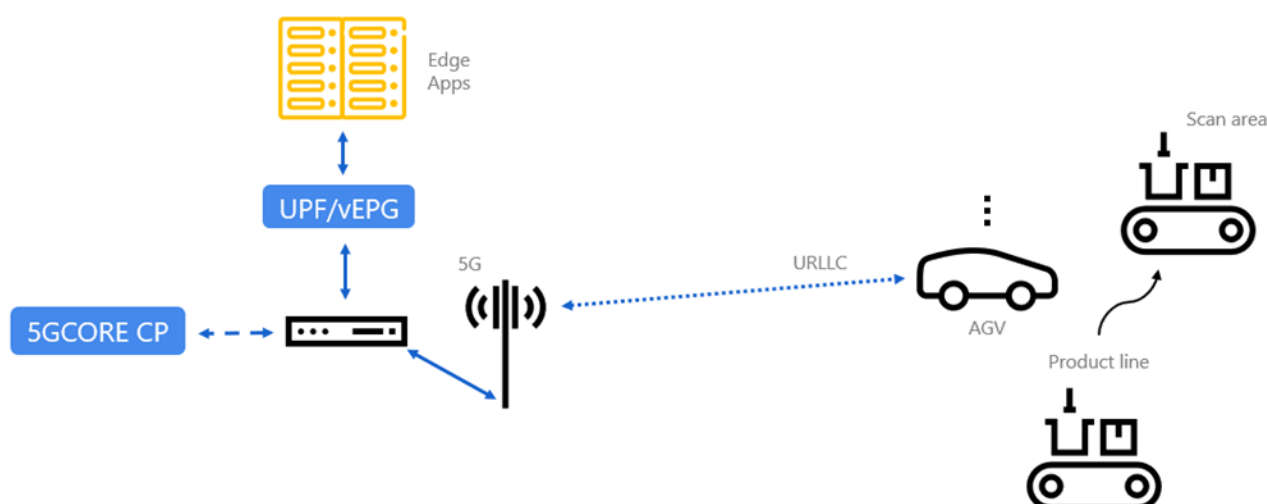 Edge
Apps
Scan area
UPF/vEPG
5G
URLLC
5GCORE CP
AGV
Product line